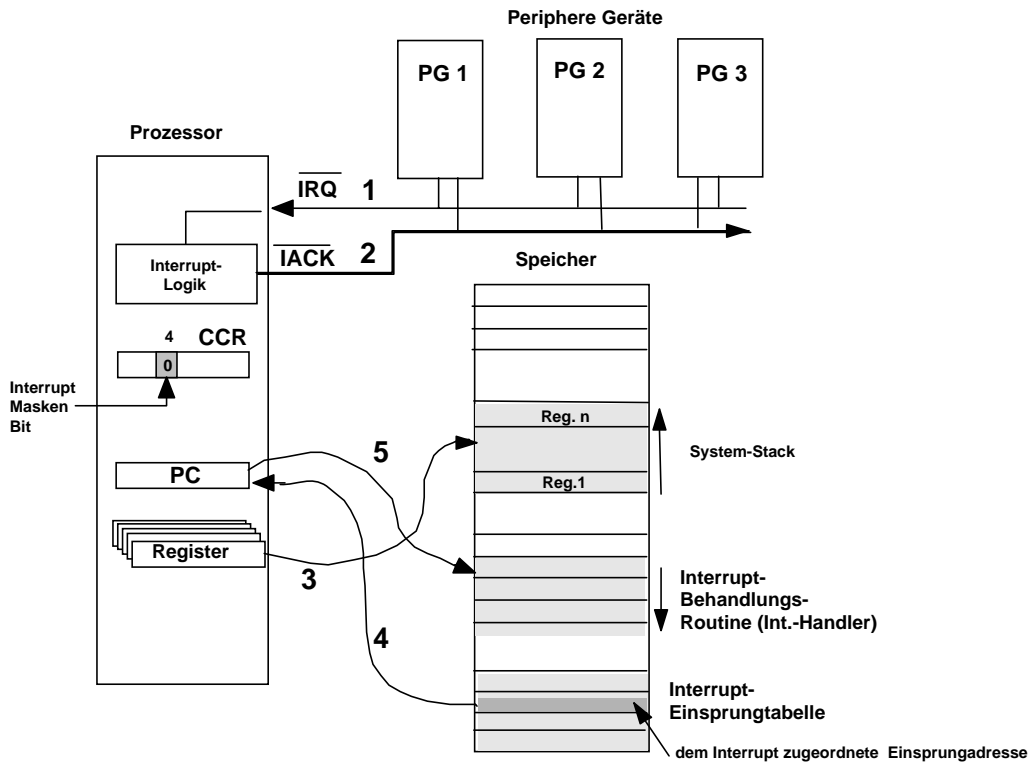 Periphere Geräte
PG 1
PG 2
PG 3
Prozessor
IRQ 1
IACK 2
Interrupt-
Logik
Speicher
4 CCR
0
Interrupt
Masken
Bit
Reg. n
System-Stack
5
PC
Reg.1
Register
3
Interrupt-
Behandlungs-
Routine (Int.-Handler)
4
Interrupt-
Einsprungtabelle
dem Interrupt zugeordnete Einsprungadresse